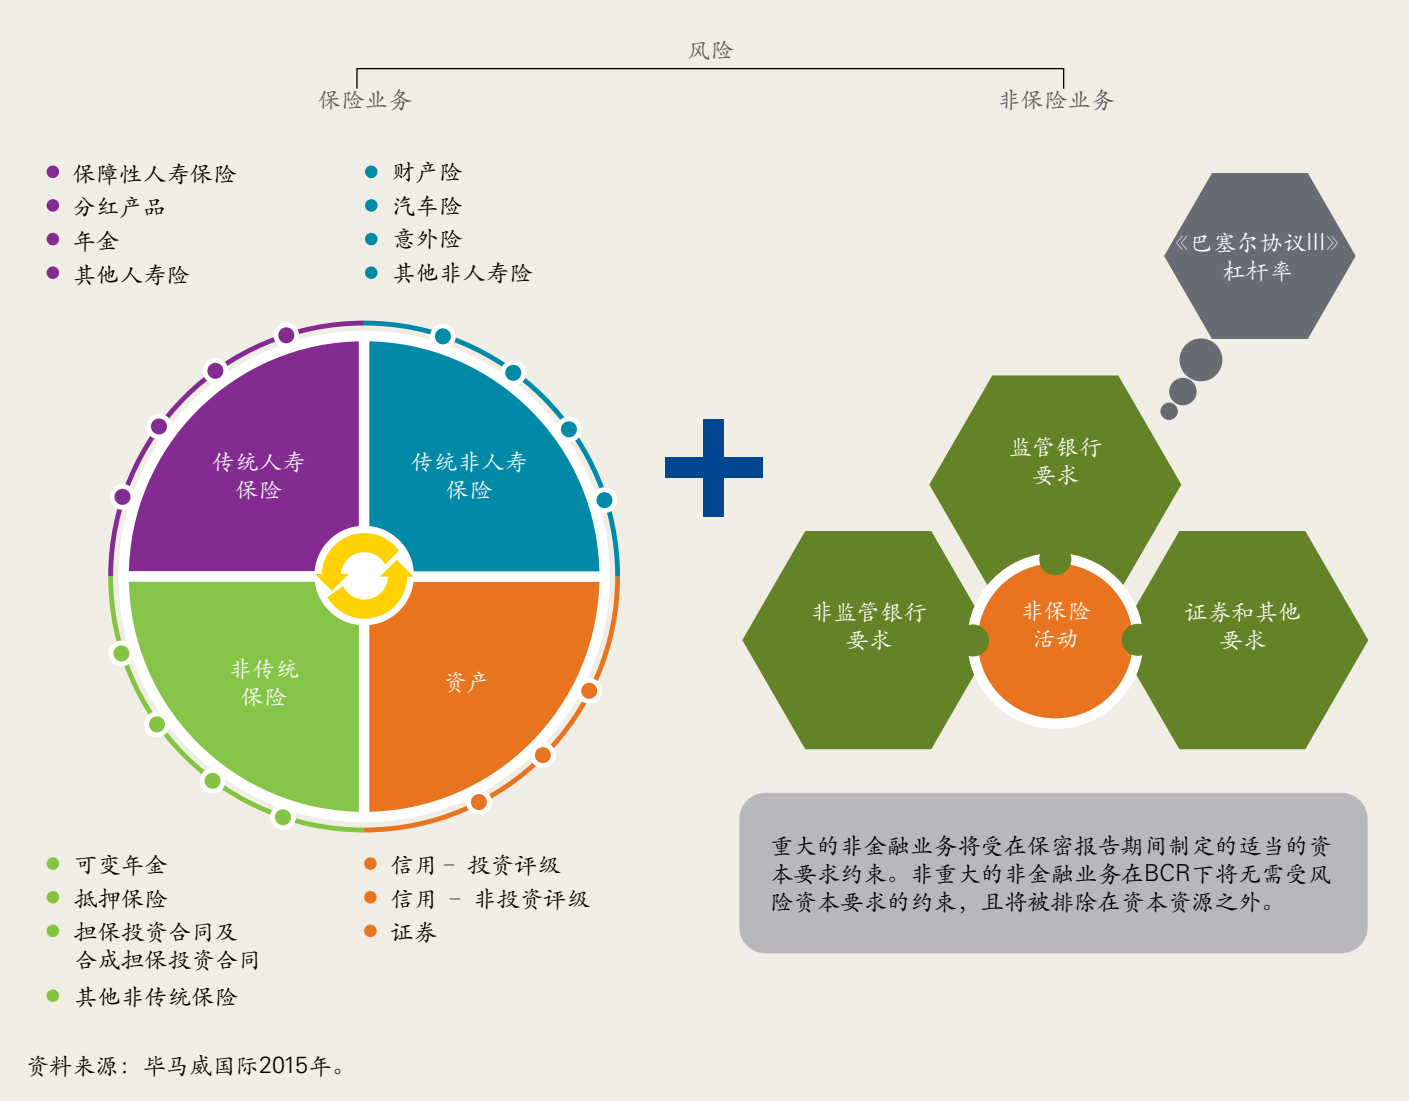 风险
保险业务
非保险业务
保障性人寿保险
分红产品
年金
其他人寿险
财产险
汽车险
意外险
其他非人寿险
《巴塞尔协议III》
杠杆率
传统人寿
保险
传统非人寿
保险
非传统
保险
资产
监管银行
要求
非监管银行
要求
非保险
活动
证券和其他
要求
重大的非金融业务将受在保密报告期间制定的适当的资
本要求约束。非重大的非金融业务在BCR下将无需受风
险资本要求的约束，且将被排除在资本资源之外。
可变年金
抵押保险
担保投资合同及
合成担保投资合同
其他非传统保险
信用 – 投资评级
信用 – 非投资评级
证券
资料来源：毕马威国际2015年。